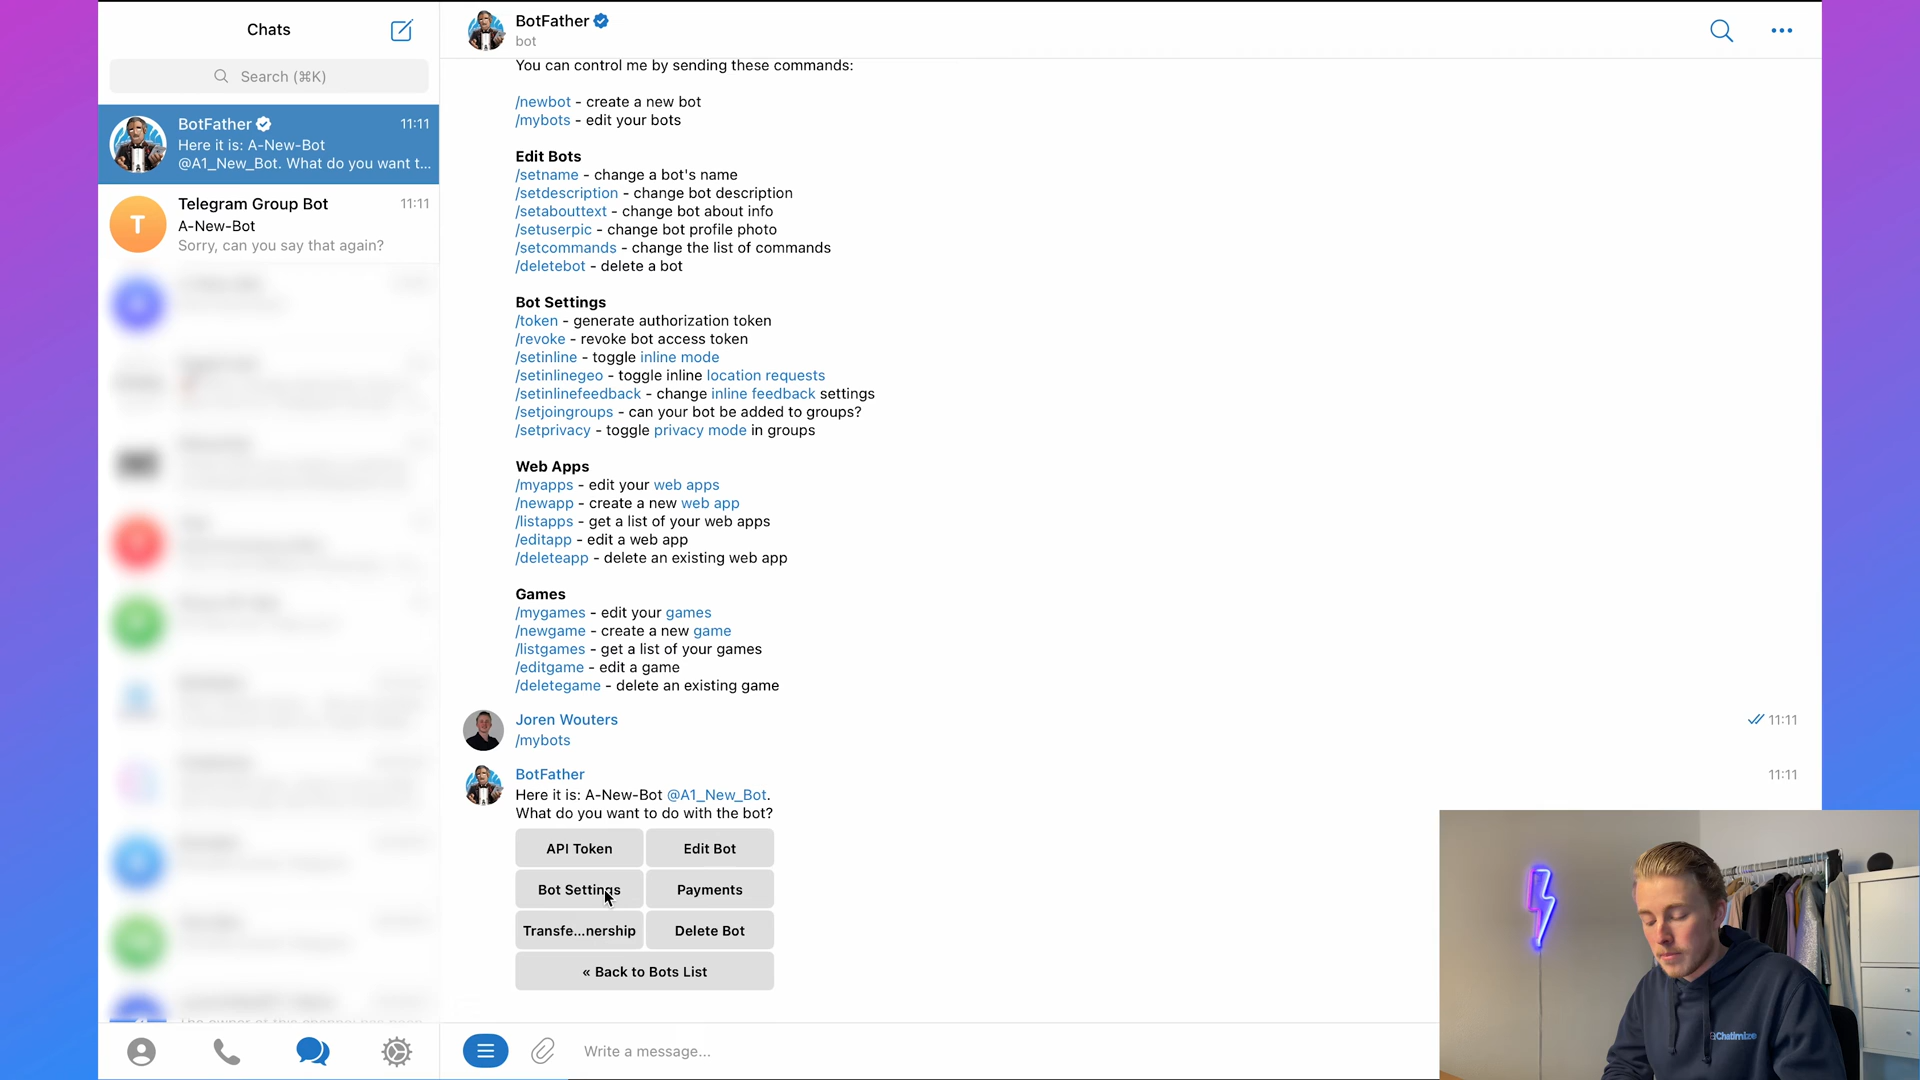 Chats
Search (⌘K)
BotFather 11:11
Here it is: A-New-Bot
@A1_New_Bot. What do you want t...
Telegram Group Bot 11:11
A-New-Bot
Sorry, can you say that again?
BotFather
bot
You can control me by sending these commands:
/newbot - create a new bot
/mybots - edit your bots
Edit Bots
/setname - change a bot's name
/setdescription - change bot description
/setabouttext - change bot about info
/setuserpic - change bot profile photo
/setcommands - change the list of commands
/deletebot - delete a bot
Bot Settings
/token - generate authorization token
/revoke - revoke bot access token
/setinline - toggle inline mode
/setinlinegeo - toggle inline location requests
/setinlinefeedback - change inline feedback settings
/setjoingroups - can your bot be added to groups?
/setprivacy - toggle privacy mode in groups
Web Apps
/myapps - edit your web apps
/newapp - create a new web app
/listapps - get a list of your web apps
/editapp - edit a web app
/deleteapp - delete an existing web app
Games
/mygames - edit your games
/newgame - create a new game
/listgames - get a list of your games
/editgame - edit a game
/deletegame - delete an existing game
Joren Wouters 11:11
/mybots
BotFather 11:11
Here it is: A-New-Bot @A1_New_Bot.
What do you want to do with the bot?
API Token Edit Bot
Bot Settings Payments
Transfe...nership Delete Bot
« Back to Bots List
Write a message...
T
Chatimize